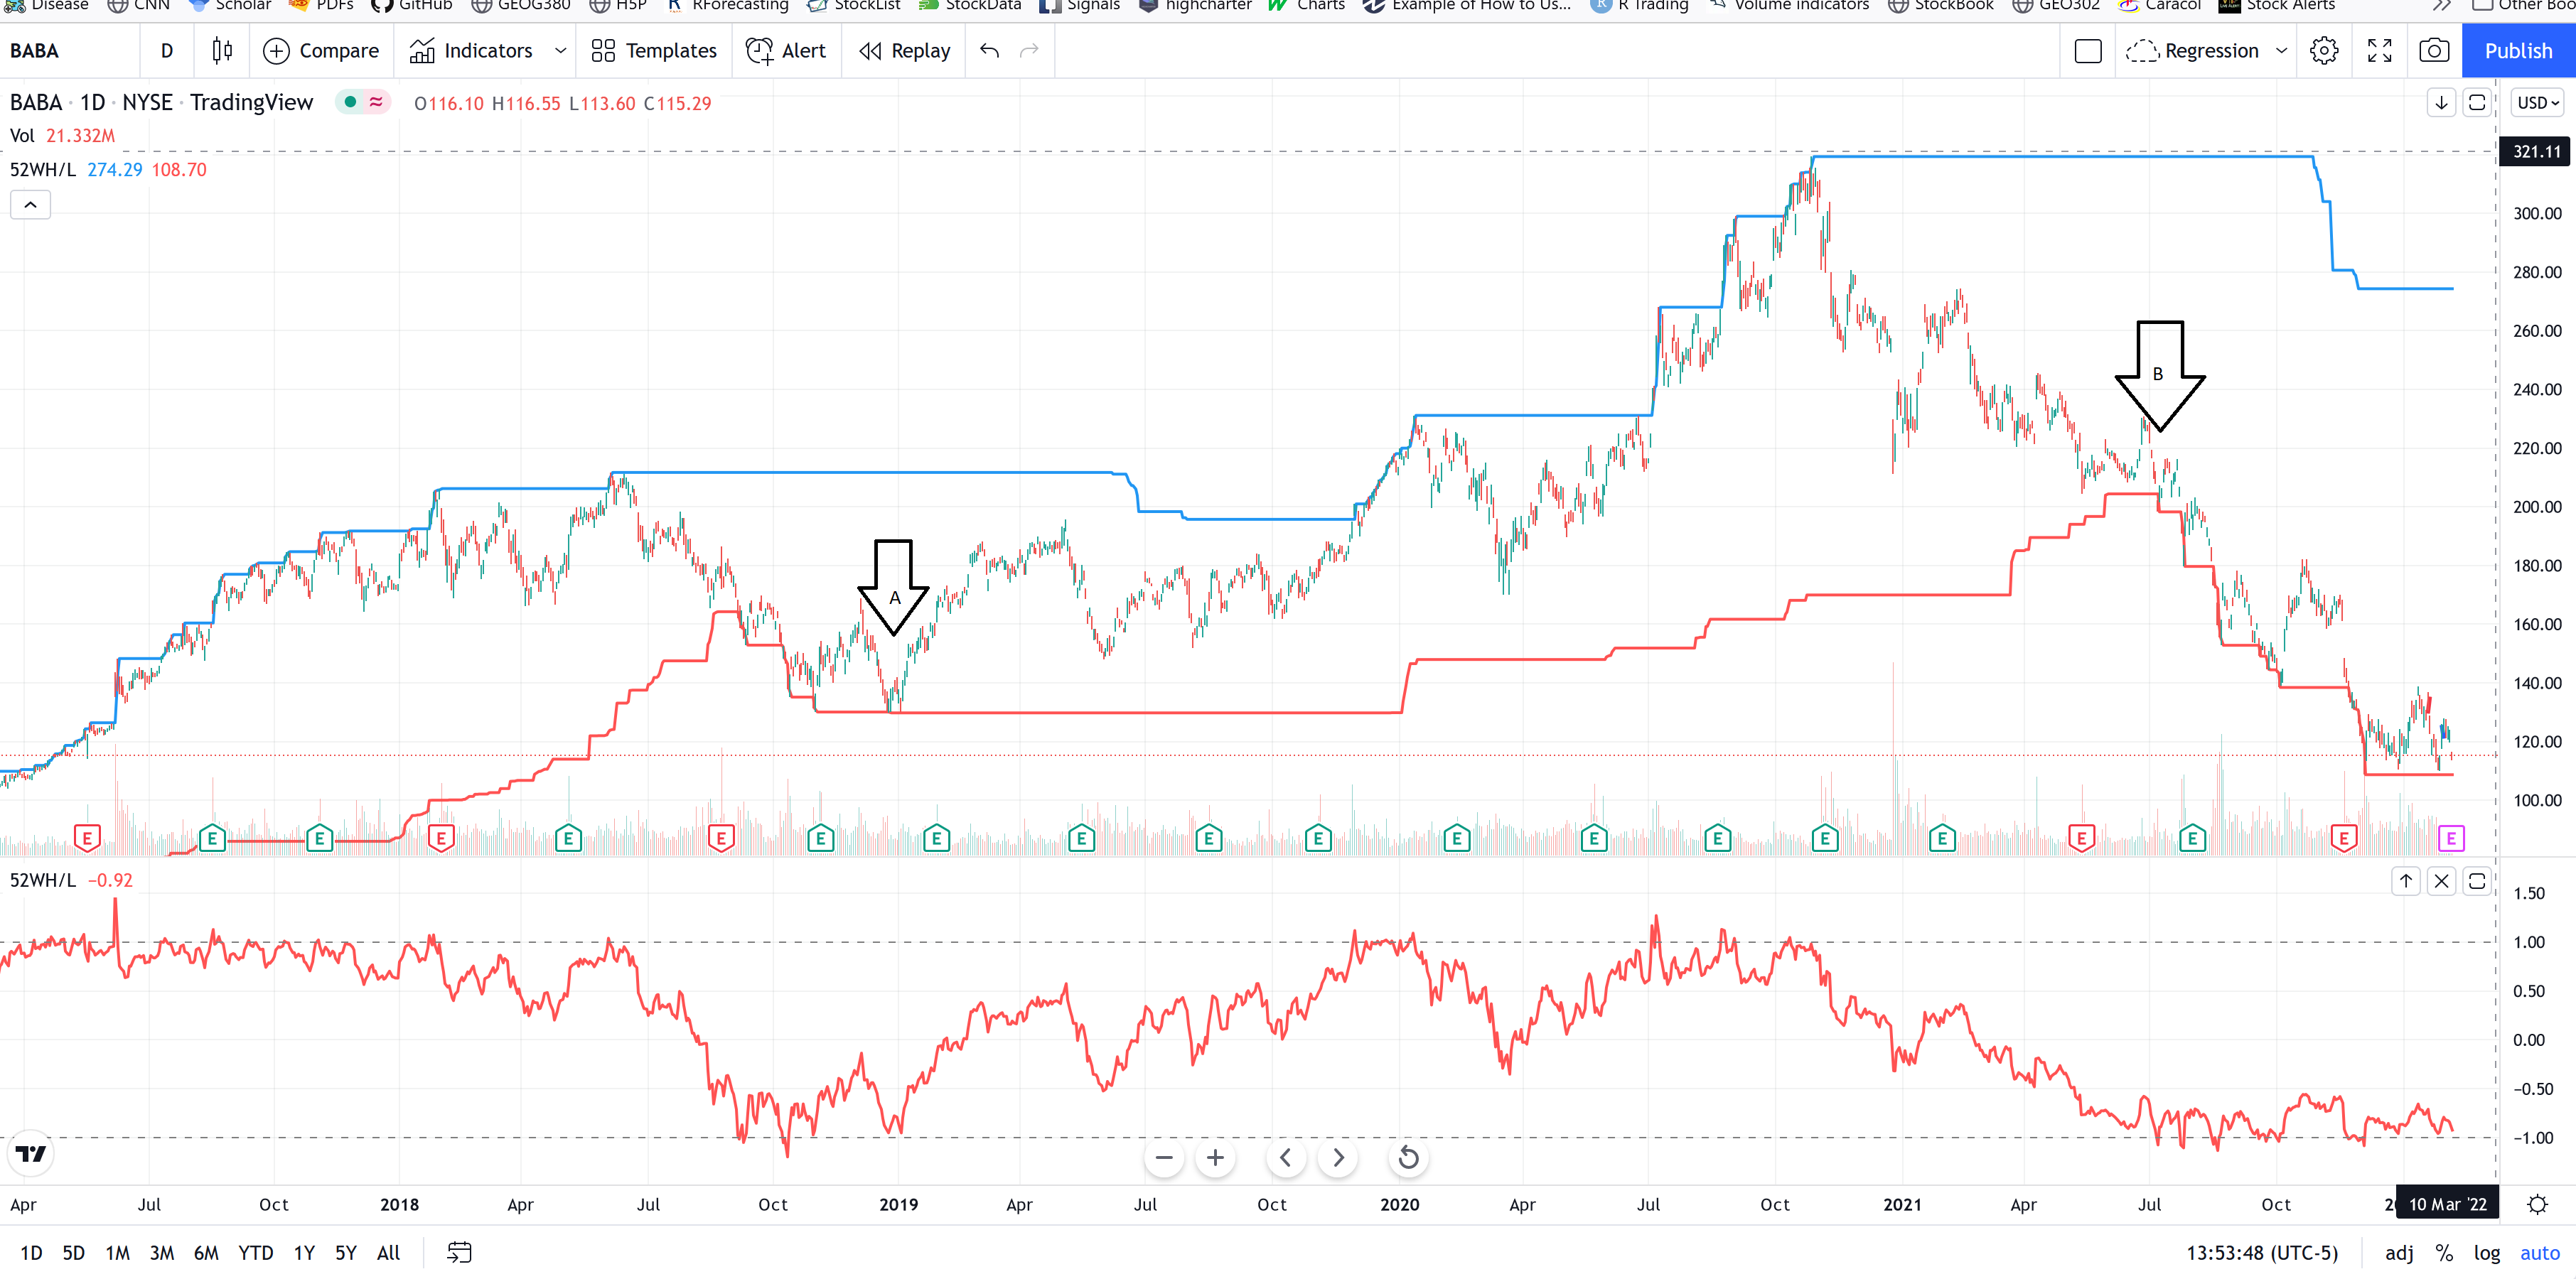 Disease CNN Scholar PDFs GitHub GEOG380 H5P RForecasting StockList StockData Signals highcharter Charts Example of How to Us... R Trading Volume indicators StockBook GEO302 Caracol Stock Alerts Other Boo
BABA D Compare Indicators Templates Alert Replay Regression Publish
BABA · 1D · NYSE · TradingView O116.10 H116.55 L113.60 C115.29 USD
Vol 21.332M
321.11
52WH/L 274.29 108.70
300.00
280.00
260.00
240.00
B
220.00
200.00
180.00
A
160.00
140.00
120.00
100.00
E E E E E E E E E E E E E E E E E E E E
52WH/L −0.92
1.50
1.00
0.50
0.00
−0.50
−1.00
Apr Jul Oct 2018 Apr Jul Oct 2019 Apr Jul Oct 2020 Apr Jul Oct 2021 Apr Jul Oct 10 Mar '22
1D 5D 1M 3M 6M YTD 1Y 5Y All 13:53:48 (UTC-5) adj % log auto